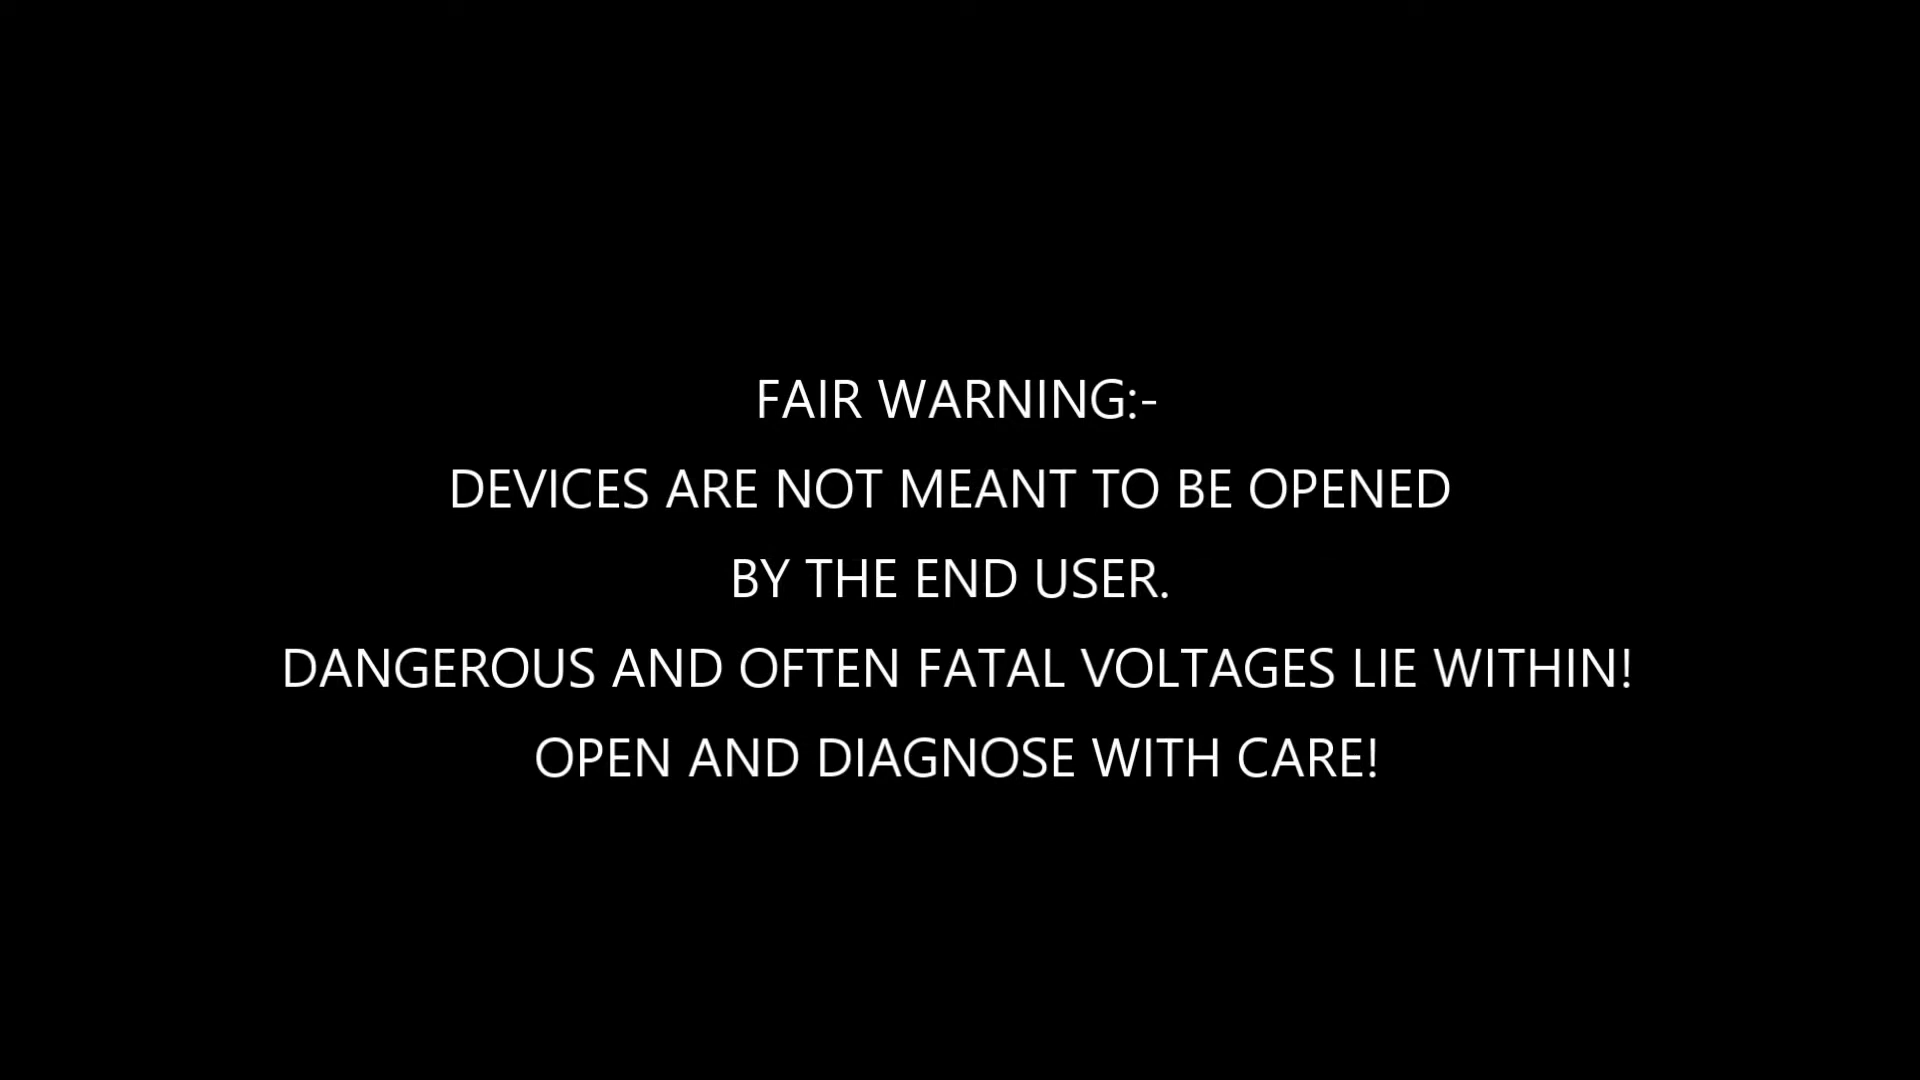 FAIR WARNING:-
DEVICES ARE NOT MEANT TO BE OPENED
BY THE END USER.
DANGEROUS AND OFTEN FATAL VOLTAGES LIE WITHIN!
OPEN AND DIAGNOSE WITH CARE!